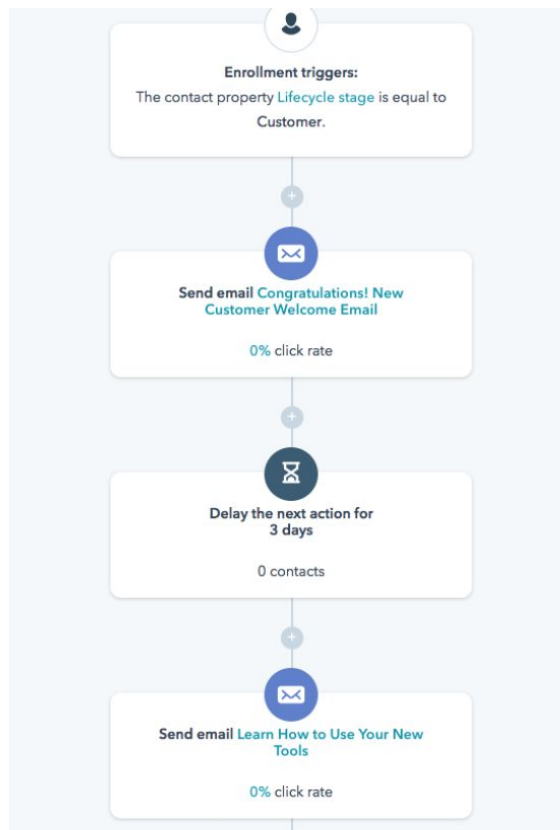 Enrollment triggers:
The contact property Lifecycle stage is equal to
Customer.
Send email Congratulations! New
Customer Welcome Email
0% click rate
Delay the next action for
3 days
0 contacts
Send email Learn How to Use Your New
Tools
0% click rate